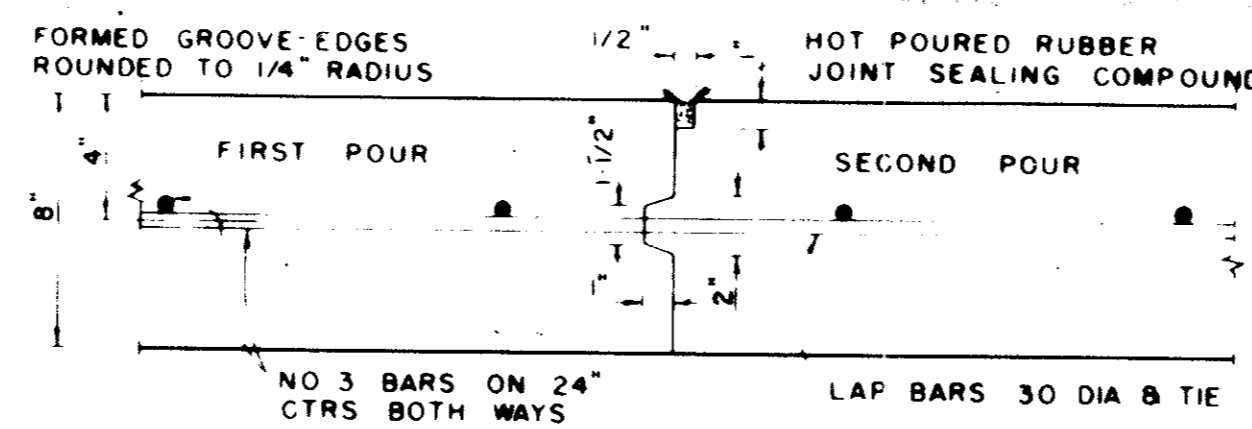 FORMED GROOVE-EDGES
ROUNDED TO 1/4" RADIUS
1/2"
HOT POURED RUBBER
JOINT SEALING COMPOUND
4"
8"
FIRST POUR
1-1/2"
SECOND POUR
1"
2"
NO 3 BARS ON 24"
CTRS BOTH WAYS
LAP BARS 30 DIA & TIE